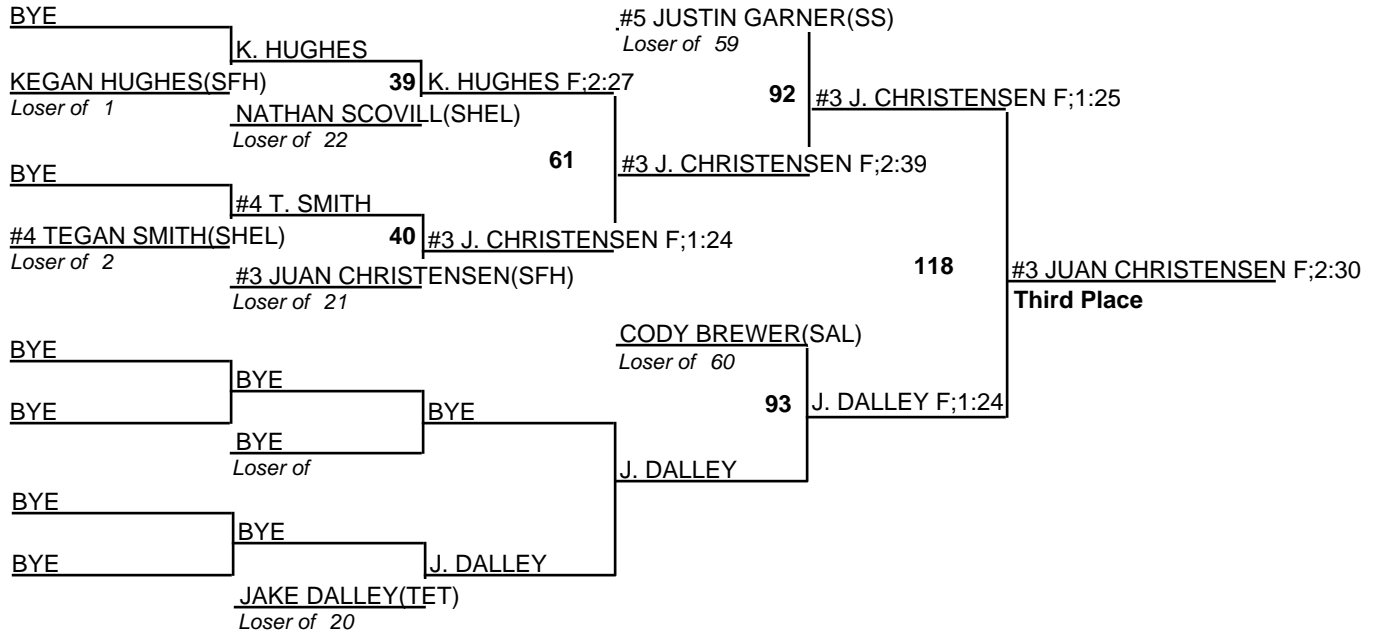 BYE
K. HUGHES
KEGAN HUGHES(SFH)
Loser of 1
39
K. HUGHES F;2:27
NATHAN SCOVILL(SHEL)
Loser of 22
BYE
#4 T. SMITH
#4 TEGAN SMITH(SHEL)
Loser of 2
40
#3 J. CHRISTENSEN F;1:24
#3 JUAN CHRISTENSEN(SFH)
Loser of 21
61
#5 JUSTIN GARNER(SS)
Loser of 59
92
#3 J. CHRISTENSEN F;1:25
#3 J. CHRISTENSEN F;2:39
118
#3 JUAN CHRISTENSEN F;2:30
Third Place
BYE
BYE
BYE
BYE
BYE
Loser of
CODY BREWER(SAL)
Loser of 60
93
J. DALLEY F;1:24
J. DALLEY
BYE
BYE
BYE
J. DALLEY
JAKE DALLEY(TET)
Loser of 20